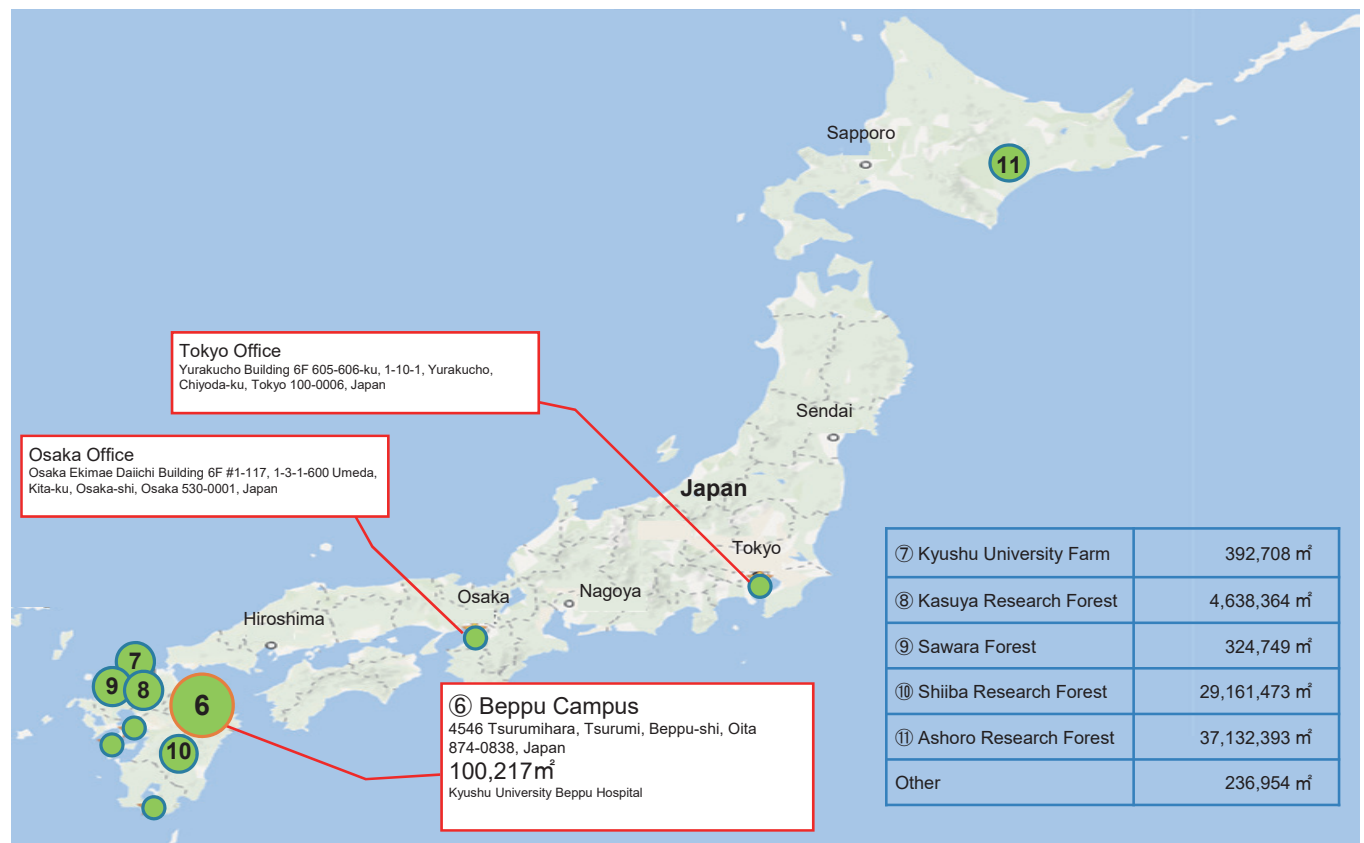 Sapporo
11
Tokyo Office
Yurakucho Building 6F 605-606-ku, 1-10-1, Yurakucho,
Chiyoda-ku, Tokyo 100-0006, Japan
Sendai
Osaka Office
Osaka Ekimae Daiichi Building 6F #1-117, 1-3-1-600 Umeda,
Kita-ku, Osaka-shi, Osaka 530-0001, Japan
Japan
Tokyo
Nagoya
Osaka
Hiroshima
7
9
8
6
10
⑥ Beppu Campus
4546 Tsurumihara, Tsurumi, Beppu-shi, Oita
874-0838, Japan
100,217㎡
Kyushu University Beppu Hospital
⑦ Kyushu University Farm 392,708 ㎡
⑧ Kasuya Research Forest 4,638,364 ㎡
⑨ Sawara Forest 324,749 ㎡
⑩ Shiiba Research Forest 29,161,473 ㎡
⑪ Ashoro Research Forest 37,132,393 ㎡
Other 236,954 ㎡